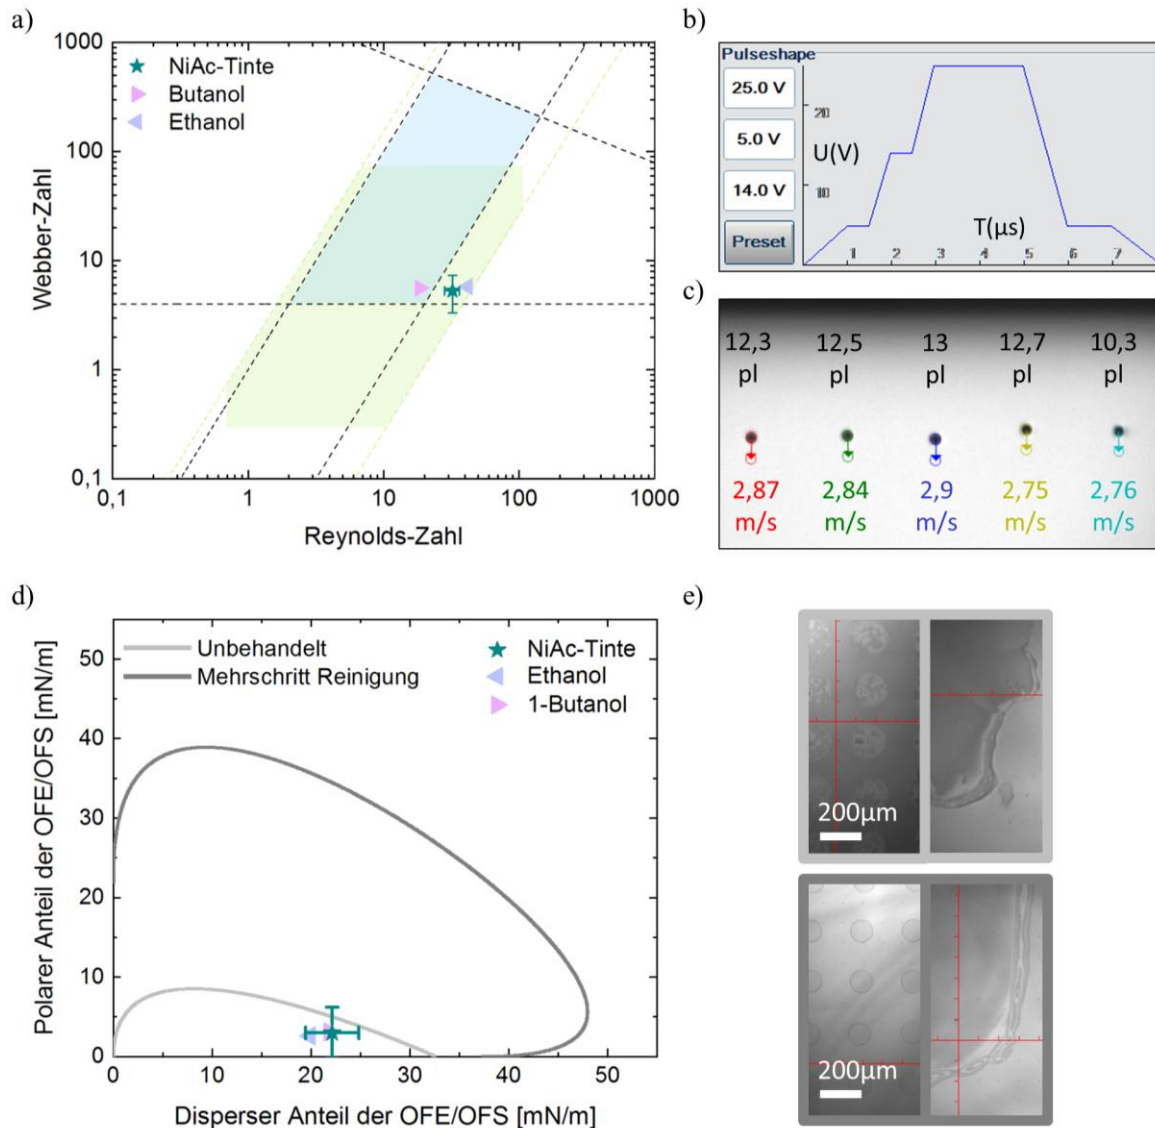 a)
1000
NiAc-Tinte
Butanol
Ethanol
100
10
1
0,1
Webber-Zahl
0,1
1
10
100
1000
Reynolds-Zahl
b)
Pulseshape
25.0 V
5.0 V
14.0 V
Preset
20
U(V)
10
T(µs)
1
2
3
4
5
6
7
c)
12,3
pl
12,5
pl
13
pl
12,7
pl
10,3
pl
2,87
m/s
2,84
m/s
2,9
m/s
2,75
m/s
2,76
m/s
d)
Unbehandelt
Mehrschritt Reinigung
NiAc-Tinte
Ethanol
1-Butanol
50
40
30
20
10
0
Polarer Anteil der OFE/OFS [mN/m]
0
10
20
30
40
50
Disperser Anteil der OFE/OFS [mN/m]
e)
200µm
200µm